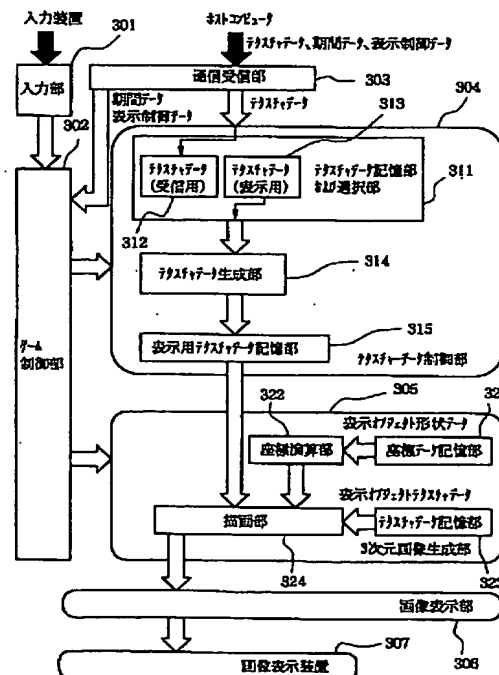 入力装置
ホストコンピュータ
301
テクスチャデータ、期間データ、表示制御データ
入力部
通信受信部
303
期間データ
表示制御データ
テクスチャデータ
302
313
304
テクスチャデータ
(受信用)
テクスチャデータ
(表示用)
テクスチャデータ記憶部
および選択部
311
312
テクスチャデータ生成部
314
ゲーム
制御部
表示用テクスチャデータ記憶部
315
テクスチャーデータ制御部
305
322
表示オブジェクト形状データ
座標演算部
座標データ記憶部
表示オブジェクトテクスチャデータ
描画部
テクスチャデータ記憶部
3次元画像生成部
324
323
画像表示部
306
307
画像表示装置